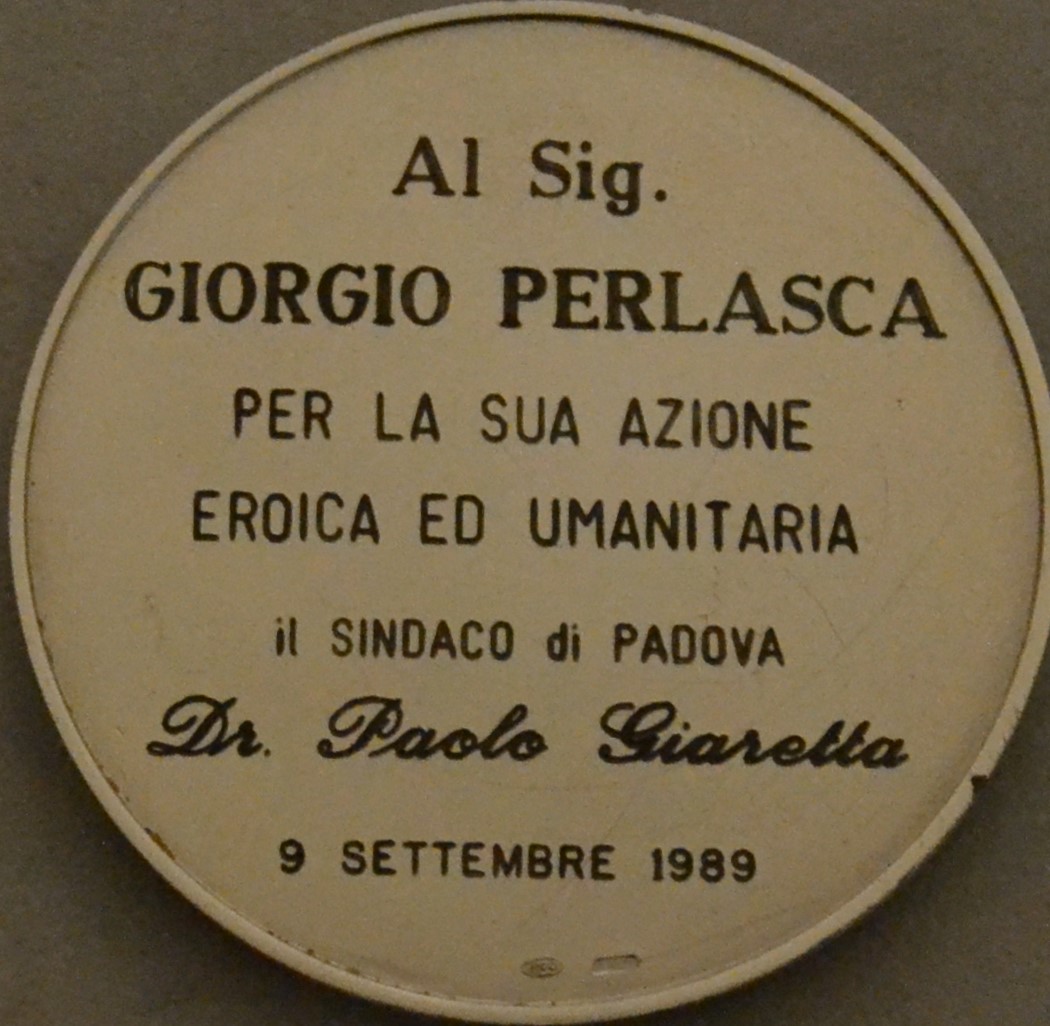 Al Sig.
GIORGIO PERLASCA
PER LA SUA AZIONE
EROICA ED UMANITARIA
il SINDACO di PADOVA
Dr. Paolo Giaretta
9 SETTEMBRE 1989